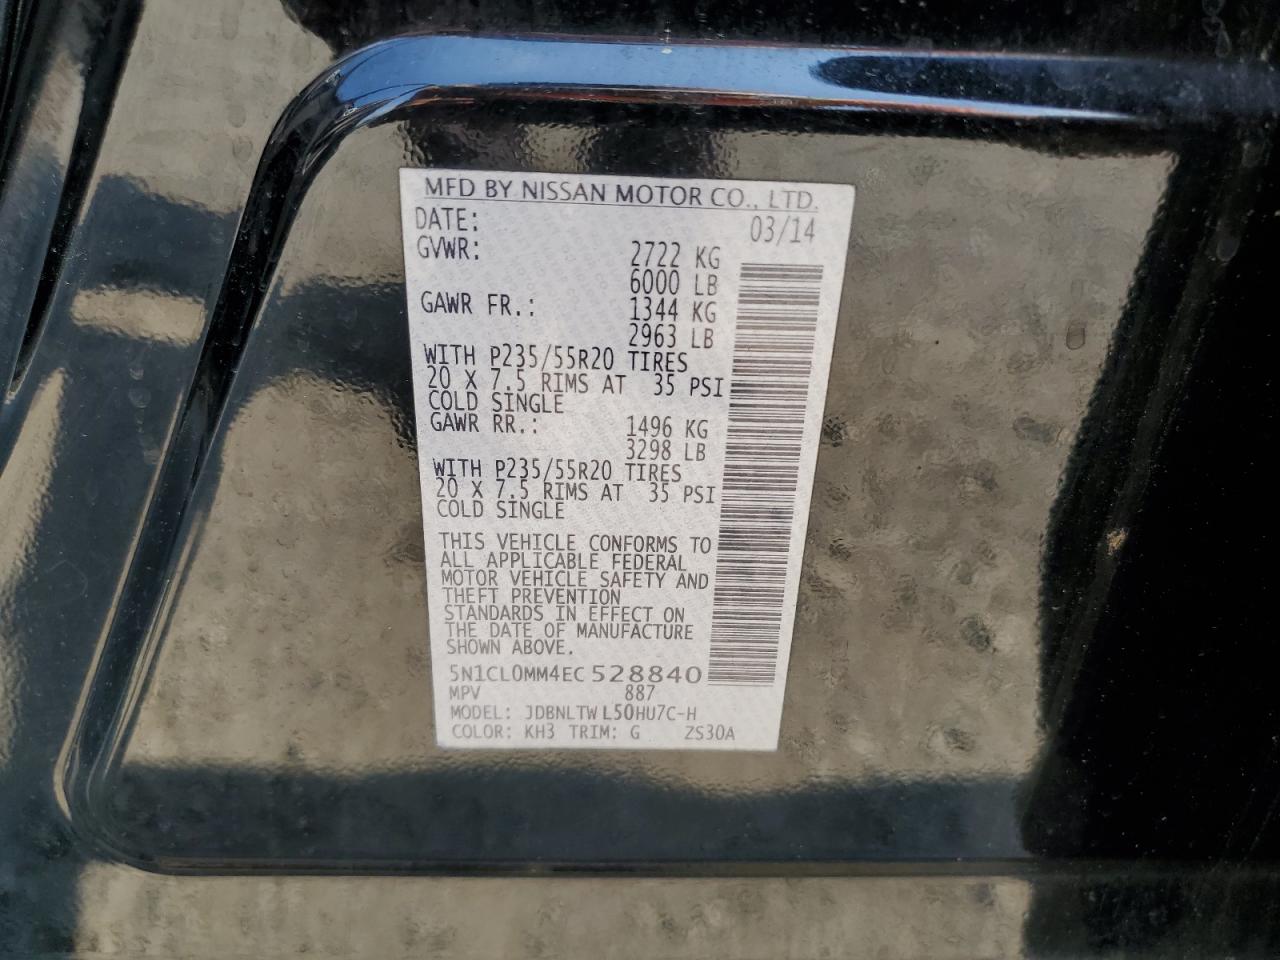 MFD BY NISSAN MOTOR CO., LTD.
DATE: 03/14
GVWR: 2722 KG
6000 LB
GAWR FR.: 1344 KG
2963 LB
WITH P235/55R20 TIRES
20 X 7.5 RIMS AT 35 PSI
COLD SINGLE
GAWR RR.: 1496 KG
3298 LB
WITH P235/55R20 TIRES
20 X 7.5 RIMS AT 35 PSI
COLD SINGLE
THIS VEHICLE CONFORMS TO
ALL APPLICABLE FEDERAL
MOTOR VEHICLE SAFETY AND
THEFT PREVENTION
STANDARDS IN EFFECT ON
THE DATE OF MANUFACTURE
SHOWN ABOVE.
5N1CL0MM4EC528840
MPV 887
MODEL: JDBNLTW L50HU7C-H
COLOR: KH3 TRIM: G ZS30A